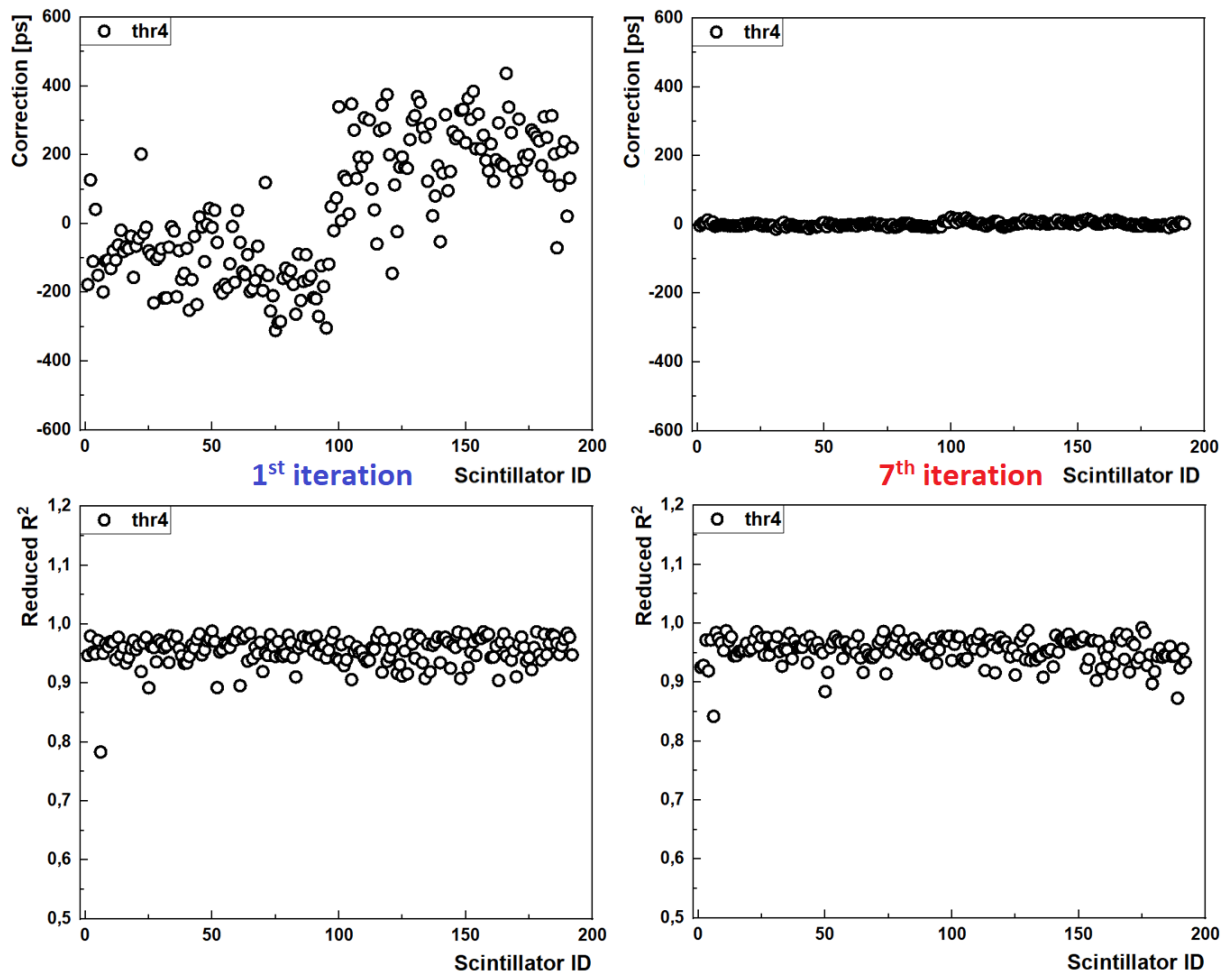 Correction [ps]
600
400
200
0
-200
-400
-600
thr4
0 50 100 150 200
Scintillator ID
1st iteration
Correction [ps]
600
400
200
0
-200
-400
-600
thr4
0 50 100 150 200
Scintillator ID
7th iteration
Reduced R2
1,2
1,1
1,0
0,9
0,8
0,7
0,6
0,5
thr4
0 50 100 150 200
Scintillator ID
Reduced R2
1,2
1,1
1,0
0,9
0,8
0,7
0,6
0,5
thr4
0 50 100 150 200
Scintillator ID